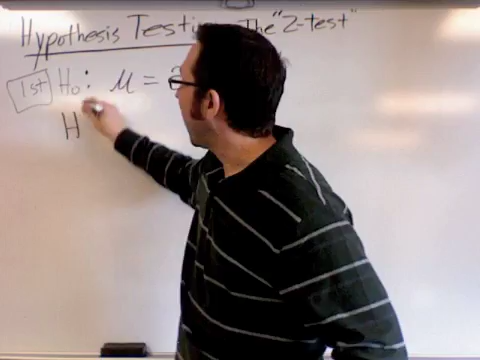 Hypothesis Testing The "Z-test"
1st H₀: μ =
H